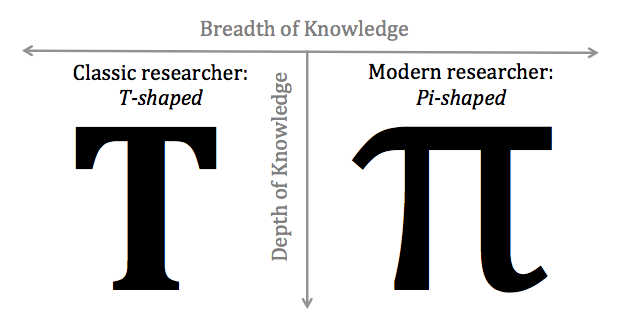 Breadth of Knowledge
Classic researcher:
T-shaped
Depth of Knowledge
Modern researcher:
Pi-shaped
T
π